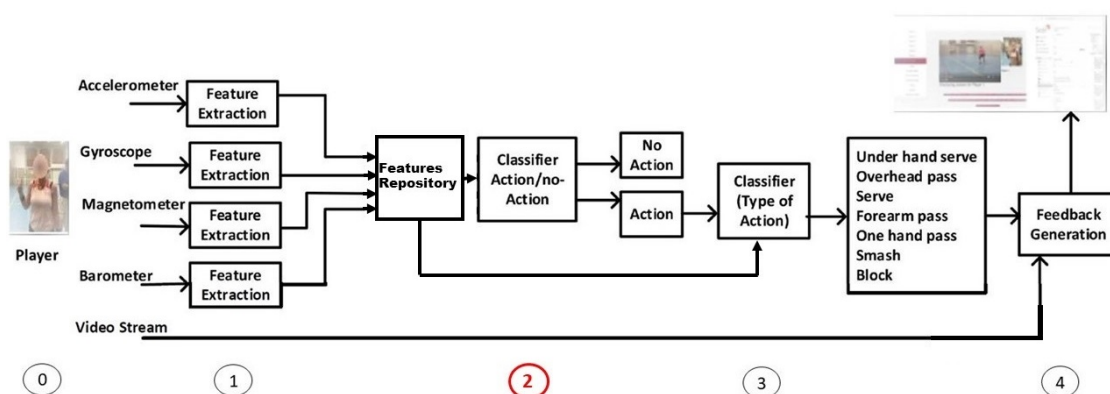 Accelerometer
Feature
Extraction
Gyroscope
Feature
Extraction
Magnetometer
Feature
Extraction
Barometer
Feature
Extraction
Player
Features
Repository
Classifier
Action/no-
Action
No
Action
Action
Classifier
(Type of
Action)
Under hand serve
Overhead pass
Serve
Forearm pass
One hand pass
Smash
Block
Feedback
Generation
Video Stream
0
1
2
3
4